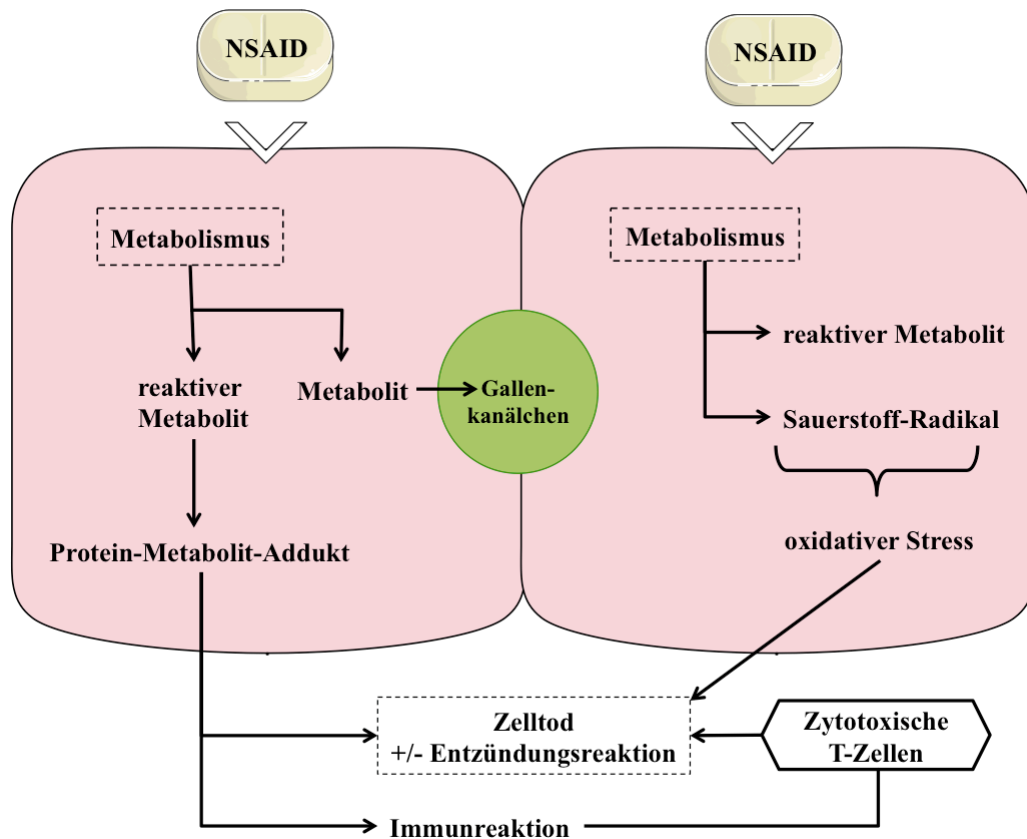 NSAID
NSAID
Metabolismus
Metabolismus
reaktiver Metabolit
reaktiver
Metabolit
Metabolit
Gallen-
kanälchen
Sauerstoff-Radikal
Protein-Metabolit-Addukt
oxidativer Stress
Zelltod
+/- Entzündungsreaktion
Zytotoxische
T-Zellen
Immunreaktion